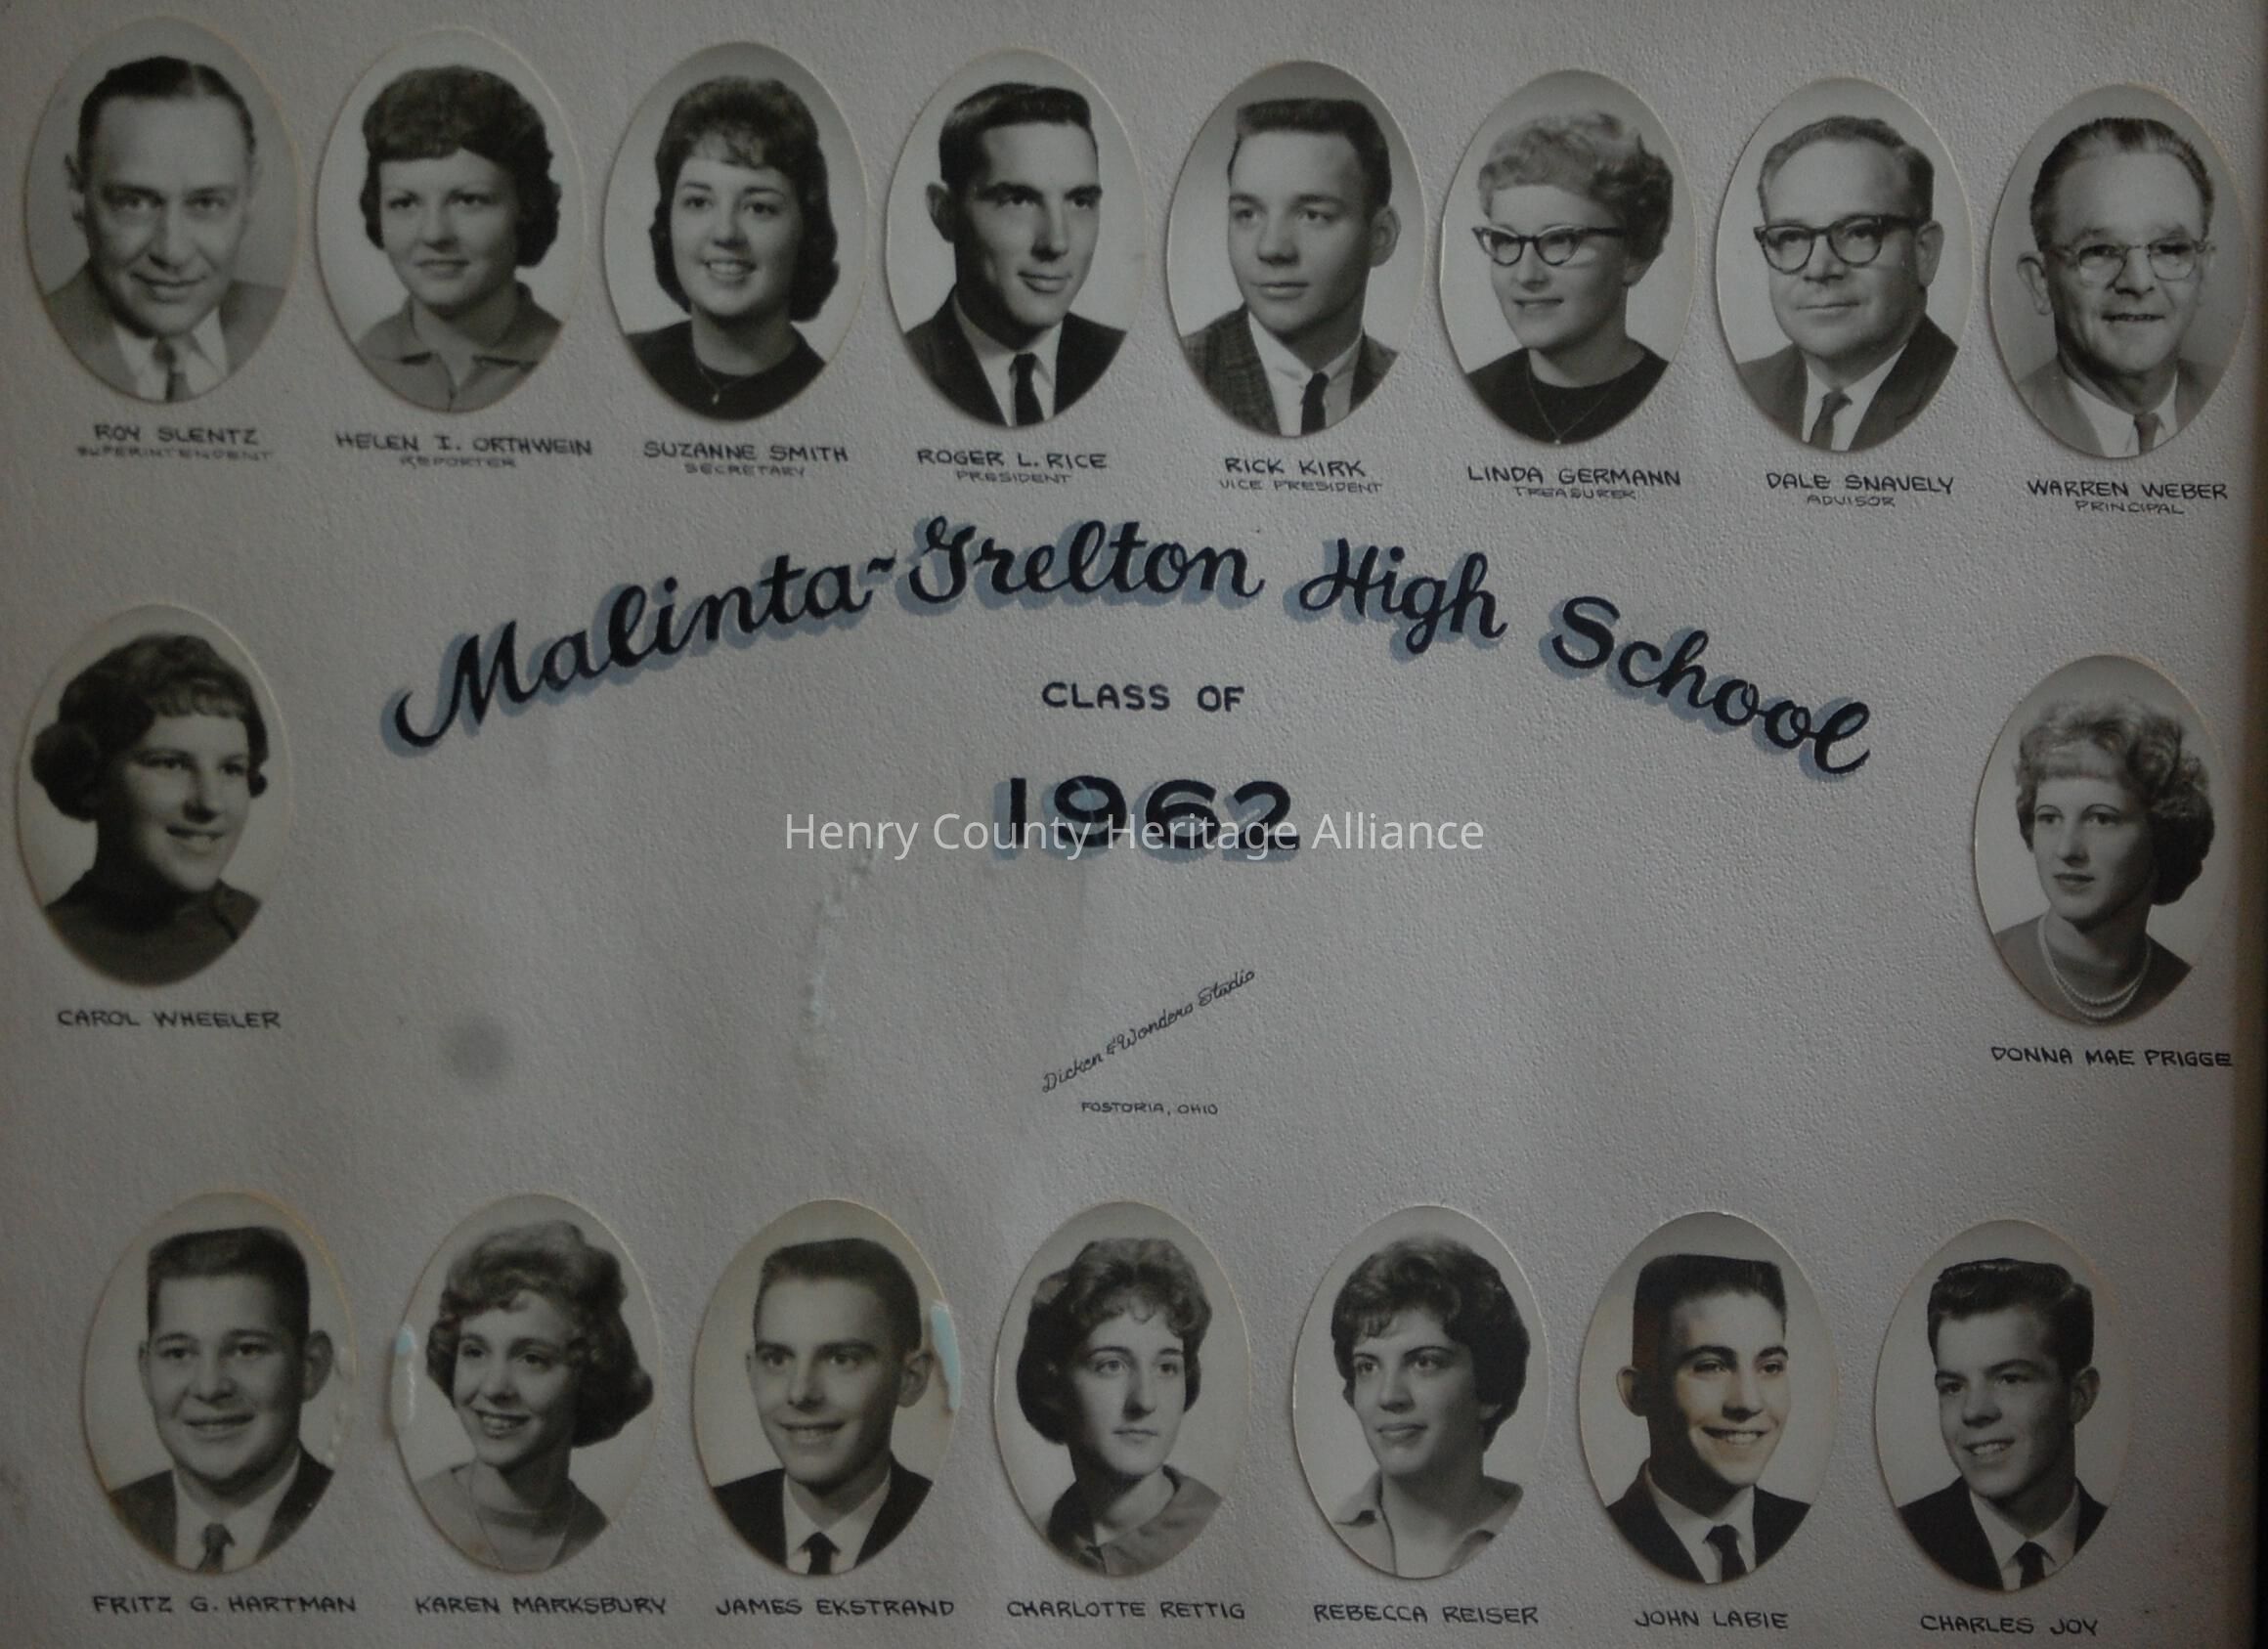 ROY SLENTZ
SUPERINTENDENT
HELEN I. ORTHWEIN
REPORTER
SUZANNE SMITH
SECRETARY
ROGER L. RICE
PRESIDENT
RICK KIRK
VICE PRESIDENT
LINDA GERMANN
TREASURER
DALE SNAVELY
ADVISOR
WARREN WEBER
PRINCIPAL
Malinta-Grelton High School
CLASS OF
1962
Henry County Heritage Alliance
CAROL WHEELER
DONNA MAE PRIGGE
Dicken & Wonders Studio
FOSTORIA, OHIO
FRITZ G. HARTMAN
KAREN MARKSBURY
JAMES EKSTRAND
CHARLOTTE RETTIG
REBECCA REISER
JOHN LABIE
CHARLES JOY